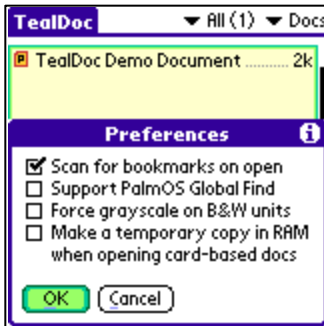 TealDoc ▼ All (1) ▼ Docs
P TealDoc Demo Document .......... 2k
Preferences i
Scan for bookmarks on open
Support PalmOS Global Find
Force grayscale on B&W units
Make a temporary copy in RAM
when opening card-based docs
OK Cancel